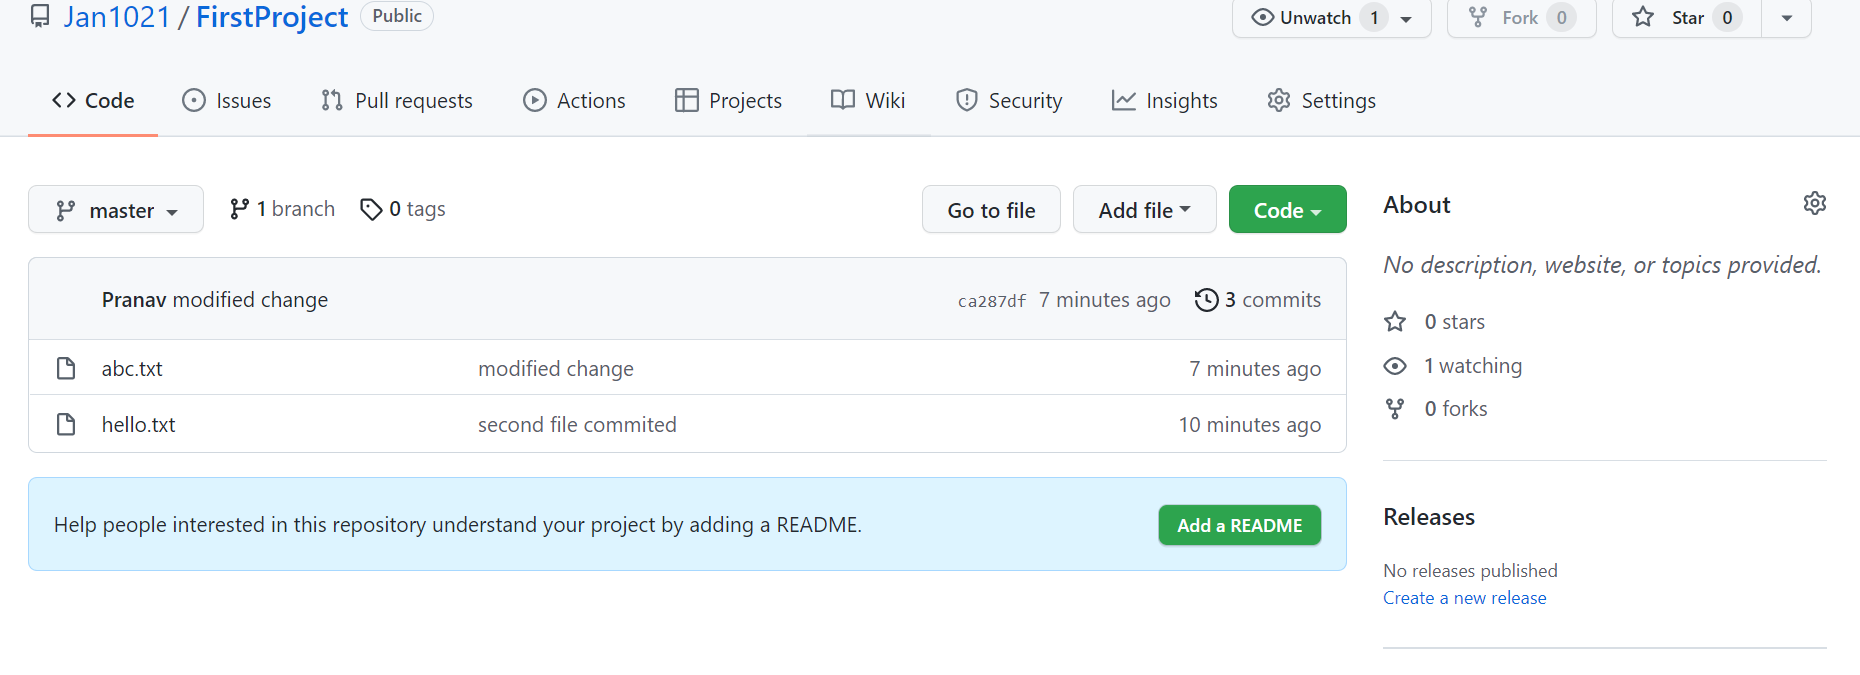 Jan1021 / FirstProject Public
Unwatch 1 Fork 0 Star 0
Code Issues Pull requests Actions Projects Wiki Security Insights Settings
master 1 branch 0 tags Go to file Add file Code
About
No description, website, or topics provided.
Pranav modified change ca287df 7 minutes ago 3 commits
0 stars
abc.txt modified change 7 minutes ago
1 watching
0 forks
hello.txt second file commited 10 minutes ago
Help people interested in this repository understand your project by adding a README. Add a README
Releases
No releases published
Create a new release